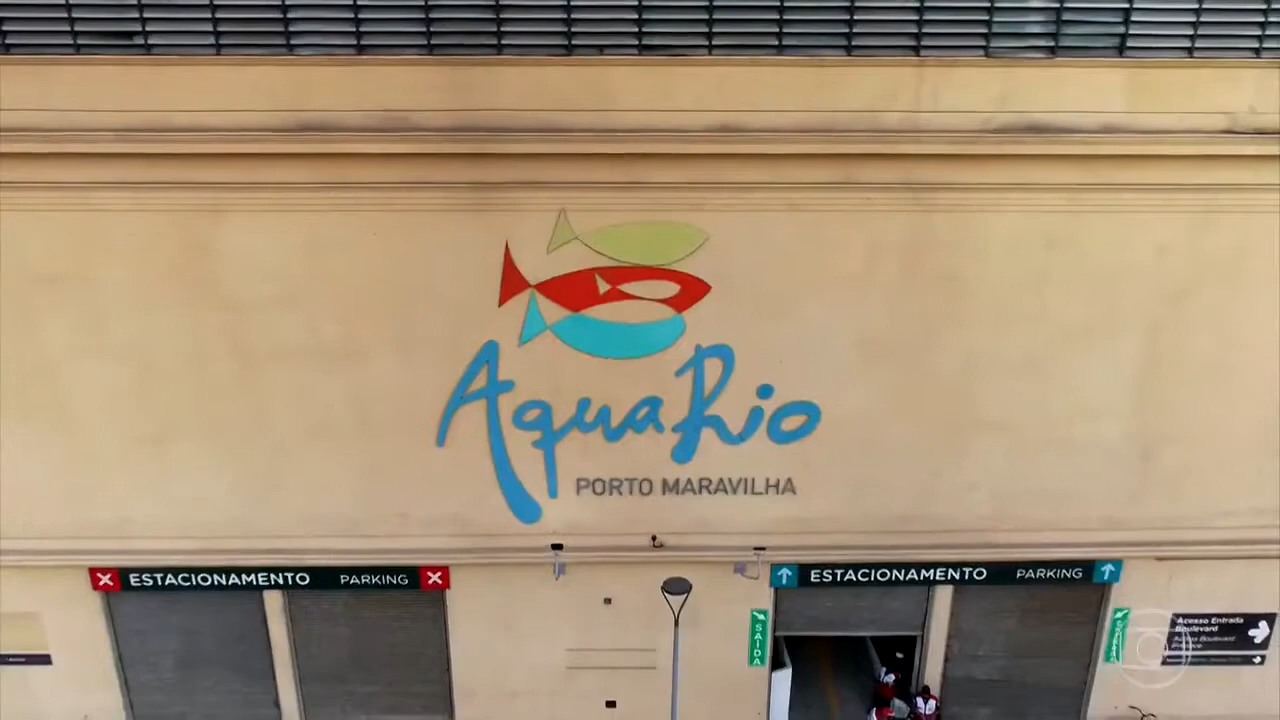 AquaRio
PORTO MARAVILHA
ESTACIONAMENTO PARKING
ESTACIONAMENTO PARKING
SAÍDA
Acesso Entrada
Boulevard